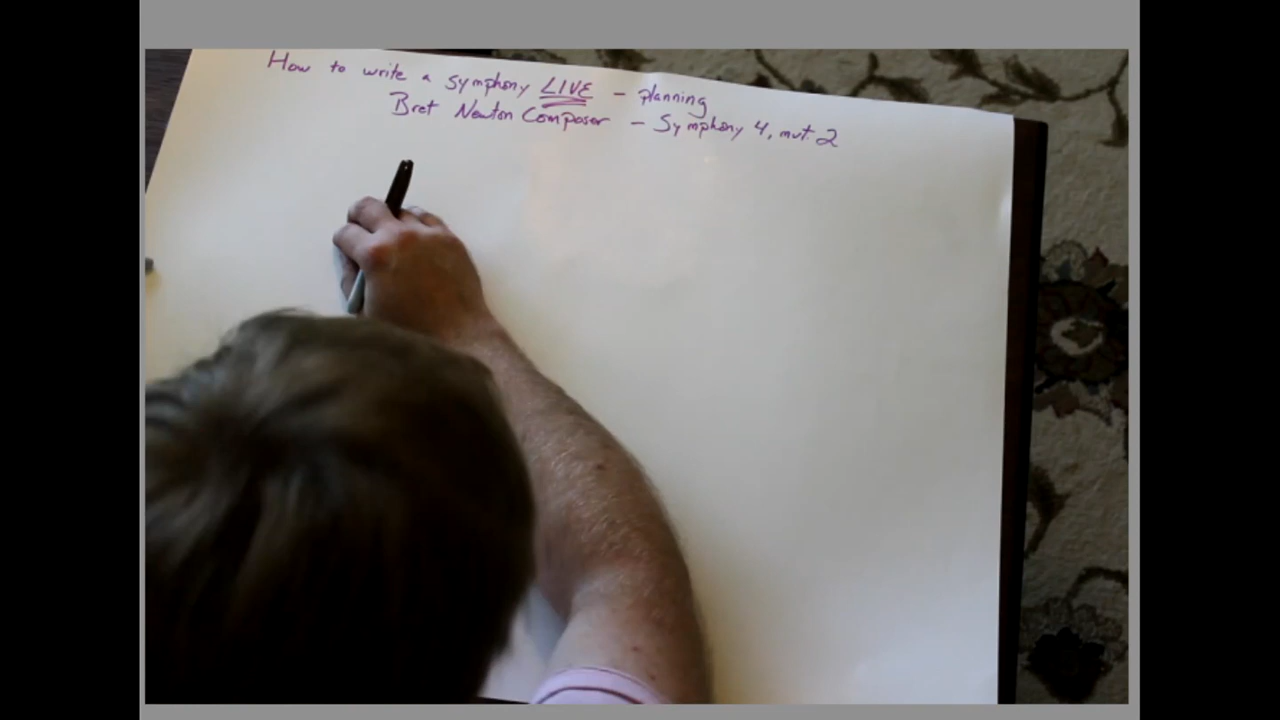 How to write a symphony LIVE - planning
Bret Newton Composer - Symphony 4, mvt. 2